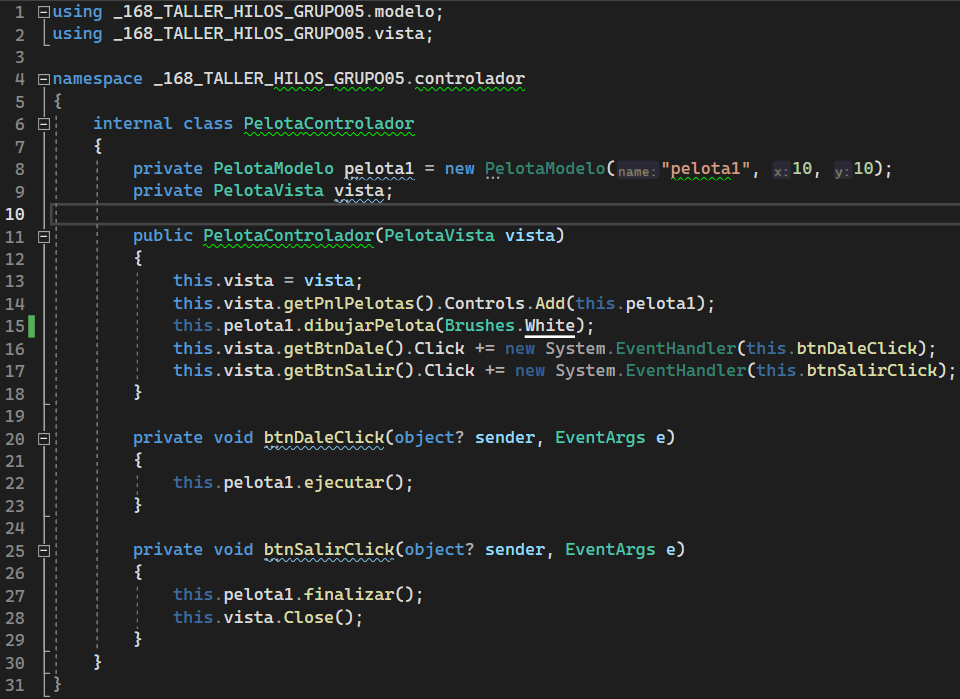 1 using _168_TALLER_HILOS_GRUPO05.modelo;
2 using _168_TALLER_HILOS_GRUPO05.vista;
3
4 namespace _168_TALLER_HILOS_GRUPO05.controlador
5 {
6 internal class PelotaControlador
7 {
8 private PelotaModelo pelota1 = new PelotaModelo(name: "pelota1", x: 10, y: 10);
9 private PelotaVista vista;
10
11 public PelotaControlador(PelotaVista vista)
12 {
13 this.vista = vista;
14 this.vista.getPnlPelotas().Controls.Add(this.pelota1);
15 this.pelota1.dibujarPelota(Brushes.White);
16 this.vista.getBtnDale().Click += new System.EventHandler(this.btnDaleClick);
17 this.vista.getBtnSalir().Click += new System.EventHandler(this.btnSalirClick);
18 }
19
20 private void btnDaleClick(object? sender, EventArgs e)
21 {
22 this.pelota1.ejecutar();
23 }
24
25 private void btnSalirClick(object? sender, EventArgs e)
26 {
27 this.pelota1.finalizar();
28 this.vista.Close();
29 }
30 }
31 }